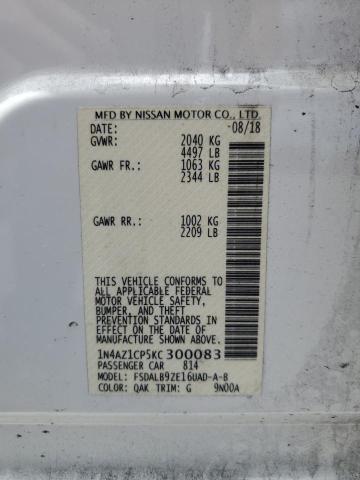 MFD BY NISSAN MOTOR CO., LTD.
DATE: 08/18
GVWR: 2040 KG
4497 LB
GAWR FR.: 1063 KG
2344 LB
GAWR RR.: 1002 KG
2209 LB
THIS VEHICLE CONFORMS TO
ALL APPLICABLE FEDERAL
MOTOR VEHICLE SAFETY,
BUMPER, AND THEFT
PREVENTION STANDARDS
IN EFFECT ON THE DATE OF
MANUFACTURE SHOWN ABOVE.
1N4AZ1CP5KC300083
PASSENGER CAR 814
MODEL: FSDALB9ZE16UAD-A-B
COLOR: QAK TRIM: G 9N00A